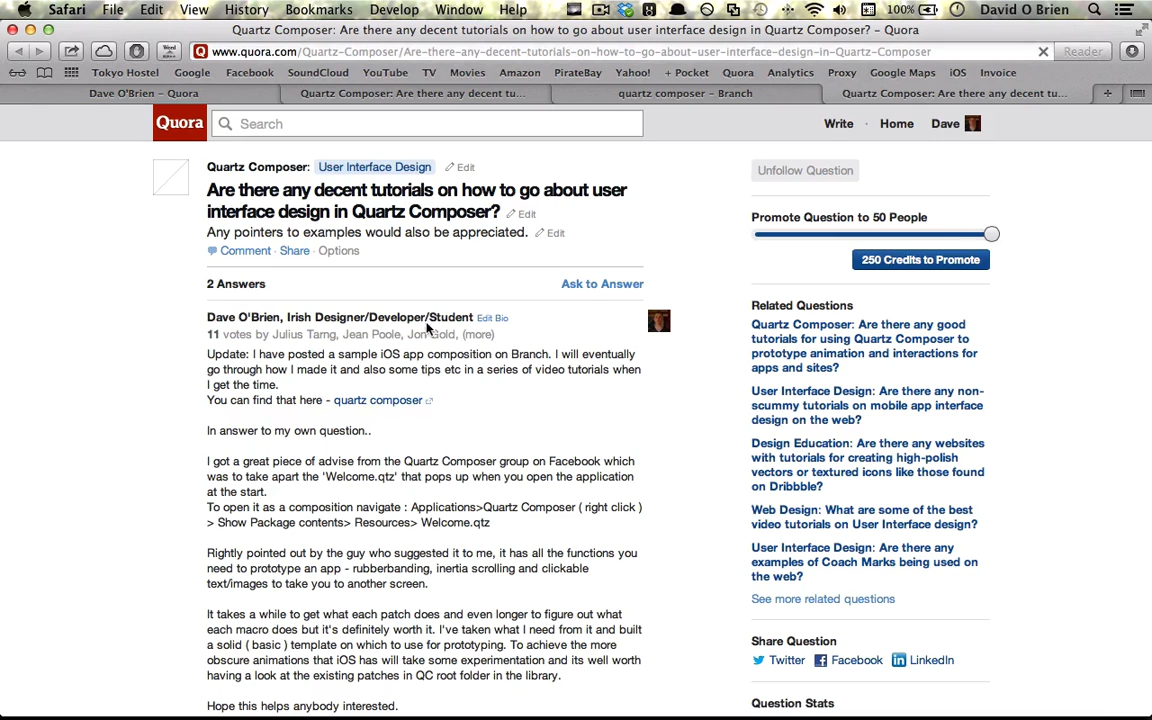 Safari File Edit View History Bookmarks Develop Window Help 100% David O Brien
Quartz Composer: Are there any decent tutorials on how to go about user interface design in Quartz Composer? – Quora
www.quora.com/Quartz-Composer/Are-there-any-decent-tutorials-on-how-to-go-about-user-interface-design-in-Quartz-Composer Reader
Tokyo Hostel Google Facebook SoundCloud YouTube TV Movies Amazon PirateBay Yahoo! + Pocket Quora Analytics Proxy Google Maps iOS Invoice
Dave O'Brien – Quora Quartz Composer: Are there any decent tu... quartz composer – Branch Quartz Composer: Are there any decent tu...
Quora Search Write · Home Dave
Quartz Composer: User Interface Design Edit
Are there any decent tutorials on how to go about user
interface design in Quartz Composer? Edit
Any pointers to examples would also be appreciated. Edit
Comment · Share · Options
2 Answers Ask to Answer
Dave O'Brien, Irish Designer/Developer/Student Edit Bio
11 votes by Julius Tarng, Jean Poole, Jon Gold, (more)
Update: I have posted a sample iOS app composition on Branch. I will eventually
go through how I made it and also some tips etc in a series of video tutorials when
I get the time.
You can find that here - quartz composer
In answer to my own question..
I got a great piece of advise from the Quartz Composer group on Facebook which
was to take apart the 'Welcome.qtz' that pops up when you open the application
at the start.
To open it as a composition navigate : Applications>Quartz Composer ( right click )
> Show Package contents> Resources> Welcome.qtz
Rightly pointed out by the guy who suggested it to me, it has all the functions you
need to prototype an app - rubberbanding, inertia scrolling and clickable
text/images to take you to another screen.
It takes a while to get what each patch does and even longer to figure out what
each macro does but it's definitely worth it. I've taken what I need from it and built
a solid ( basic ) template on which to use for prototyping. To achieve the more
obscure animations that iOS has will take some experimentation and its well worth
having a look at the existing patches in QC root folder in the library.
Hope this helps anybody interested.
Unfollow Question
Promote Question to 50 People
250 Credits to Promote
Related Questions
Quartz Composer: Are there any good
tutorials for using Quartz Composer to
prototype animation and interactions for
apps and sites?
User Interface Design: Are there any non-
scummy tutorials on mobile app interface
design on the web?
Design Education: Are there any websites
with tutorials for creating high-polish
vectors or textured icons like those found
on Dribbble?
Web Design: What are some of the best
video tutorials on User Interface design?
User Interface Design: Are there any
examples of Coach Marks being used on
the web?
See more related questions
Share Question
Twitter Facebook LinkedIn
Question Stats